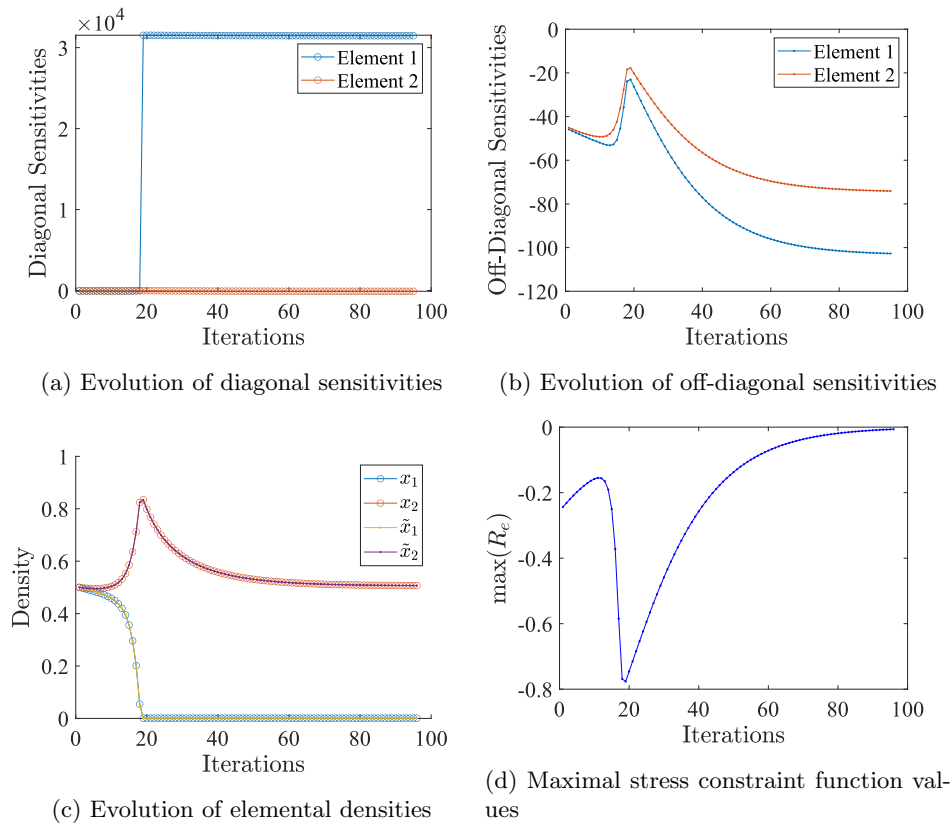 ×10⁴
3
2
1
0
Diagonal Sensitivities
Element 1
Element 2
0 20 40 60 80 100
Iterations
(a) Evolution of diagonal sensitivities
0
-20
-40
-60
-80
-100
-120
Off-Diagonal Sensitivities
Element 1
Element 2
0 20 40 60 80 100
Iterations
(b) Evolution of off-diagonal sensitivities
1
0.8
0.6
0.4
0.2
0
Density
x₁
x₂
x̃₁
x̃₂
0 20 40 60 80 100
Iterations
(c) Evolution of elemental densities
0
-0.2
-0.4
-0.6
-0.8
max(Rₑ)
0 20 40 60 80 100
Iterations
(d) Maximal stress constraint function val-
ues